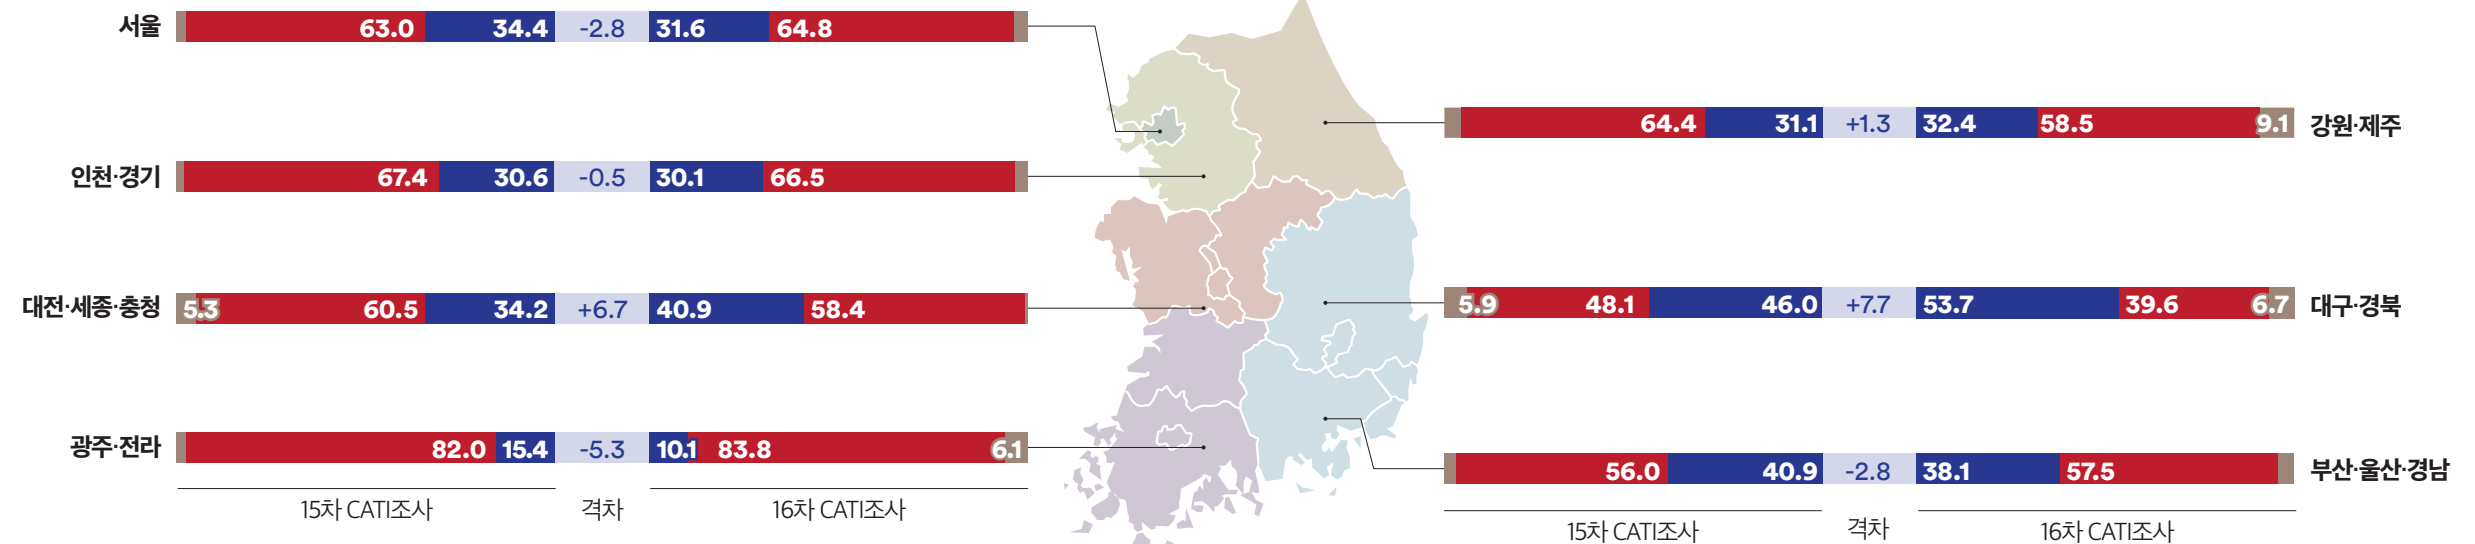 서울 63.0 34.4 -2.8 31.6 64.8
인천·경기 67.4 30.6 -0.5 30.1 66.5
대전·세종·충청 5.3 60.5 34.2 +6.7 40.9 58.4
광주·전라 82.0 15.4 -5.3 10.1 83.8 6.1
15차 CATI조사 격차 16차 CATI조사
64.4 31.1 +1.3 32.4 58.5 9.1 강원·제주
5.9 48.1 46.0 +7.7 53.7 39.6 6.7 대구·경북
56.0 40.9 -2.8 38.1 57.5 부산·울산·경남
15차 CATI조사 격차 16차 CATI조사